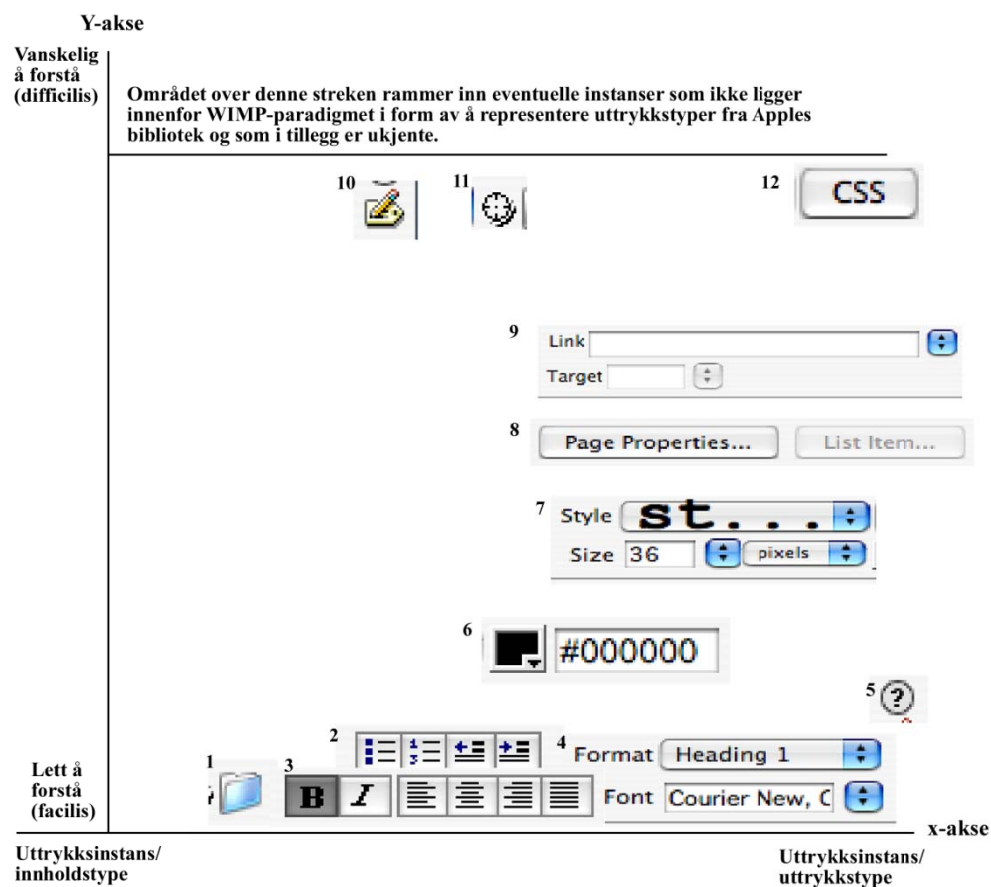 Y-akse
Vanskelig
å forstå
(difficilis)
Området over denne streken rammer inn eventuelle instanser som ikke ligger
innenfor WIMP-paradigmet i form av å representere uttrykkstyper fra Apples
bibliotek og som i tillegg er ukjente.
10
11
12
CSS
9
Link
Target
8
Page Properties...
List Item...
7
Style st...
Size 36 pixels
6
#000000
5
?
2
1
3
4
Format Heading 1
1
3
B I
Font Courier New, C
Lett å
forstå
(facilis)
x-akse
Uttrykksinstans/
innholdstype
Uttrykksinstans/
uttrykkstype